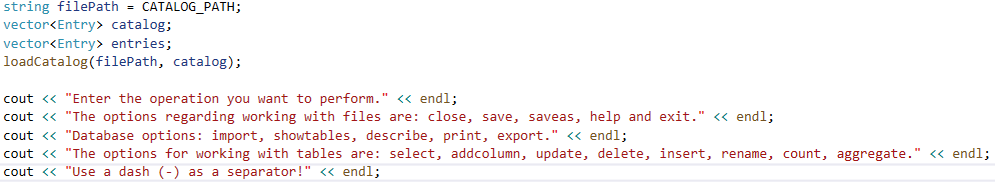 string filePath = CATALOG_PATH;
vector<Entry> catalog;
vector<Entry> entries;
loadCatalog(filePath, catalog);
cout << "Enter the operation you want to perform." << endl;
cout << "The options regarding working with files are: close, save, saveas, help and exit." << endl;
cout << "Database options: import, showtables, describe, print, export." << endl;
cout << "The options for working with tables are: select, addcolumn, update, delete, insert, rename, count, aggregate." << endl;
cout << "Use a dash (-) as a separator!" << endl;